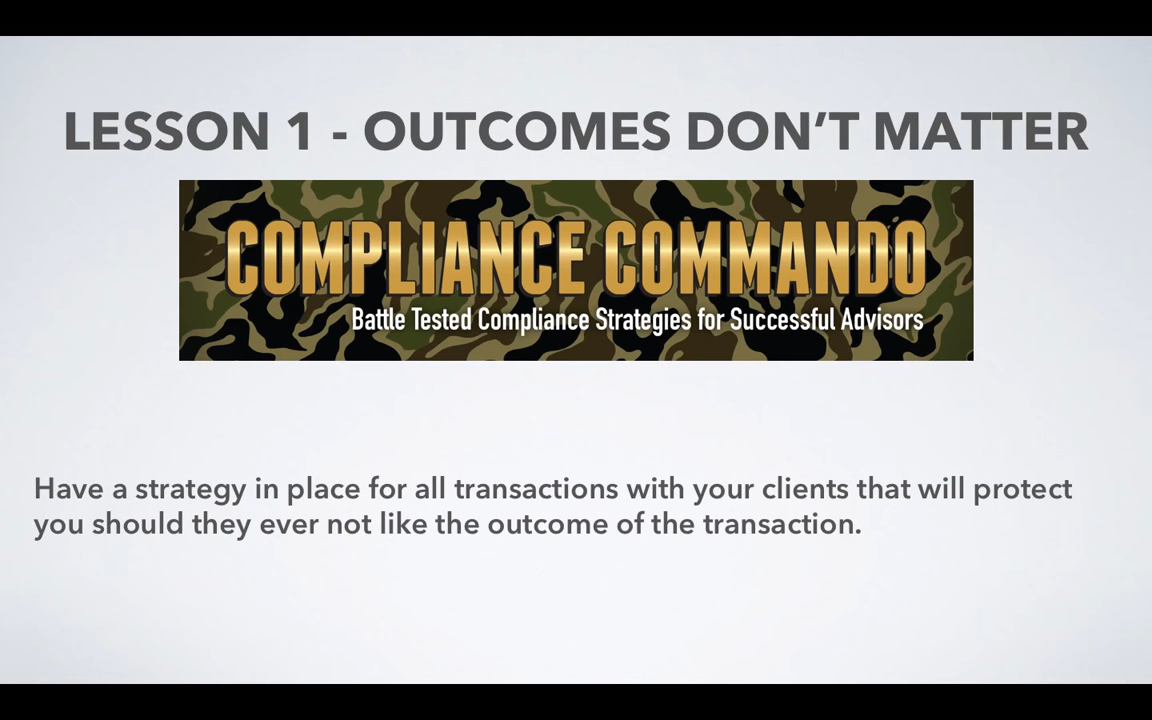 LESSON 1 - OUTCOMES DON’T MATTER
COMPLIANCE COMMANDO
Battle Tested Compliance Strategies for Successful Advisors
Have a strategy in place for all transactions with your clients that will protect
you should they ever not like the outcome of the transaction.